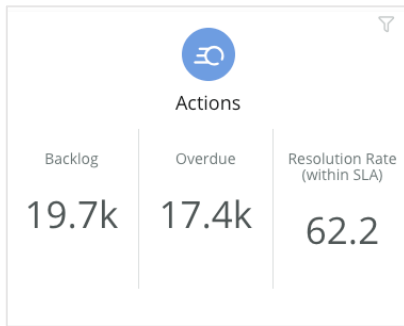 Actions
Backlog
19.7k
Overdue
17.4k
Resolution Rate
(within SLA)
62.2